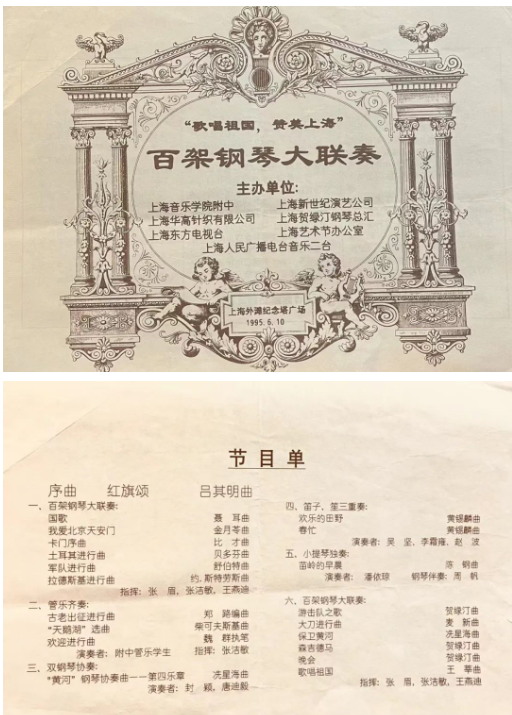 “歌唱祖国，赞美上海”
百架钢琴大联奏
主办单位：
上海音乐学院附中 上海新世纪演艺公司
上海华高针织有限公司 上海贺绿汀钢琴总汇
上海东方电视台 上海艺术节办公室
上海人民广播电台音乐二台
上海外滩纪念塔广场
1995.6.10
节目单
序曲 红旗颂 吕其明曲
一、百架钢琴大联奏：
国歌 聂 耳曲
我爱北京天安门 金月苓曲
卡门序曲 比 才曲
土耳其进行曲 贝多芬曲
军队进行曲 舒伯特曲
拉德斯基进行曲 约.斯特劳斯曲
指挥：张 眉，张洁敏，王燕迪
二、管乐齐奏：
古老出征进行曲 郑 路编曲
“天鹅湖”选曲 柴可夫斯基曲
欢迎进行曲 魏 群执笔
演奏者：附中管乐学生 指挥：张洁敏
三、双钢琴协奏：
“黄河”钢琴协奏曲——第四乐章 冼星海曲
演奏者：封 颖，唐迪毅
四、笛子、笙三重奏：
欢乐的田野 黄锡麟曲
春忙 黄锡麟曲
演奏者：吴 坚，李霜雍，赵 波
五、小提琴独奏：
苗岭的早晨 陈 钢曲
演奏者：潘依琼 钢琴伴奏：周 帆
六、百架钢琴大联奏：
游击队之歌 贺绿汀曲
大刀进行曲 麦 新曲
保卫黄河 冼星海曲
森吉德马 贺绿汀曲
晚会 贺绿汀曲
歌唱祖国 王 莘曲
指挥：张 眉，张洁敏，王燕迪